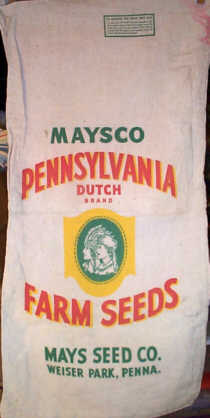 MAYSCO
PENNSYLVANIA
DUTCH
BRAND
FARM SEEDS
MAYS SEED CO.
WEISER PARK, PENNA.